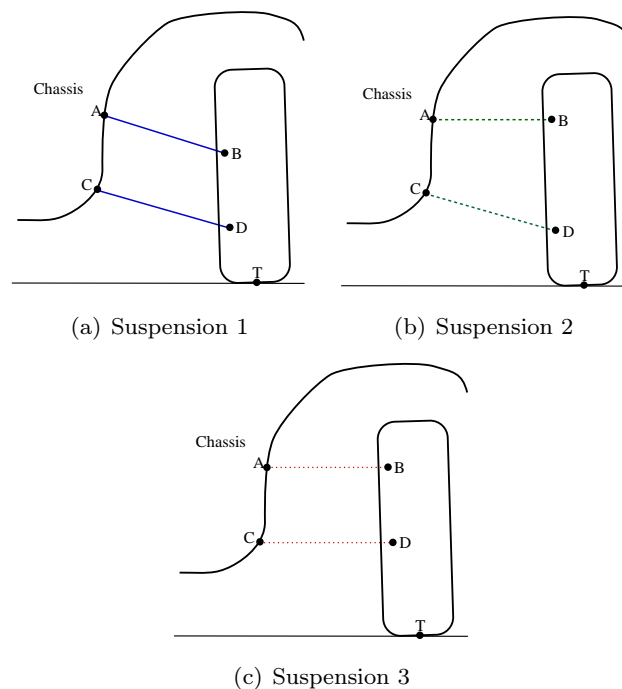 Chassis
A
B
C
D
T
(a) Suspension 1
Chassis
A
B
C
D
T
(b) Suspension 2
Chassis
A
B
C
D
T
(c) Suspension 3